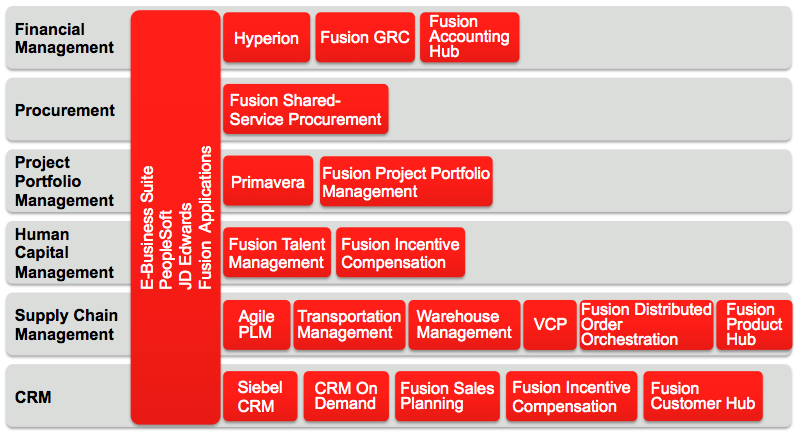 Financial
Management
Hyperion
Fusion GRC
Fusion
Accounting
Hub
Procurement
Fusion Shared-
Service Procurement
Project
Portfolio
Management
Primavera
Fusion Project Portfolio
Management
Human
Capital
Management
Fusion Talent
Management
Fusion Incentive
Compensation
Supply Chain
Management
Agile
PLM
Transportation
Management
Warehouse
Management
VCP
Fusion Distributed
Order
Orchestration
Fusion
Product
Hub
CRM
Siebel
CRM
CRM On
Demand
Fusion Sales
Planning
Fusion Incentive
Compensation
Fusion
Customer Hub
E-Business Suite
PeopleSoft
JD Edwards
Fusion Applications